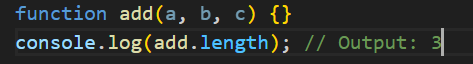 function add(a, b, c) {}
console.log(add.length); // Output: 3